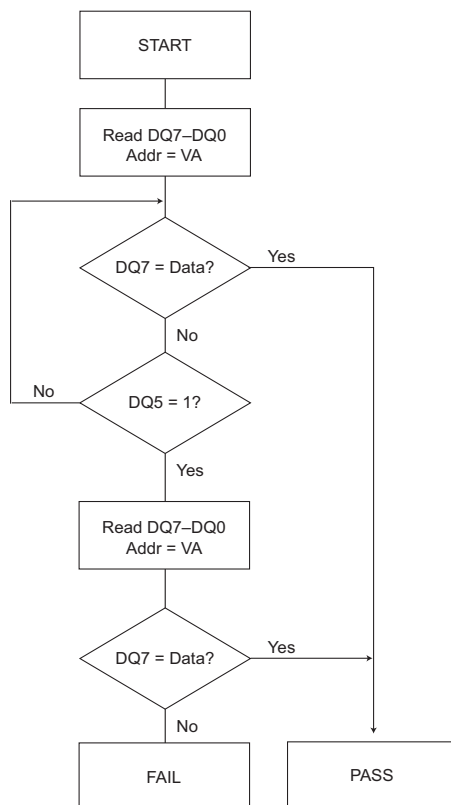 START
Read DQ7–DQ0
Addr = VA
DQ7 = Data?
Yes
No
No
DQ5 = 1?
Yes
Read DQ7–DQ0
Addr = VA
DQ7 = Data?
Yes
No
FAIL
PASS